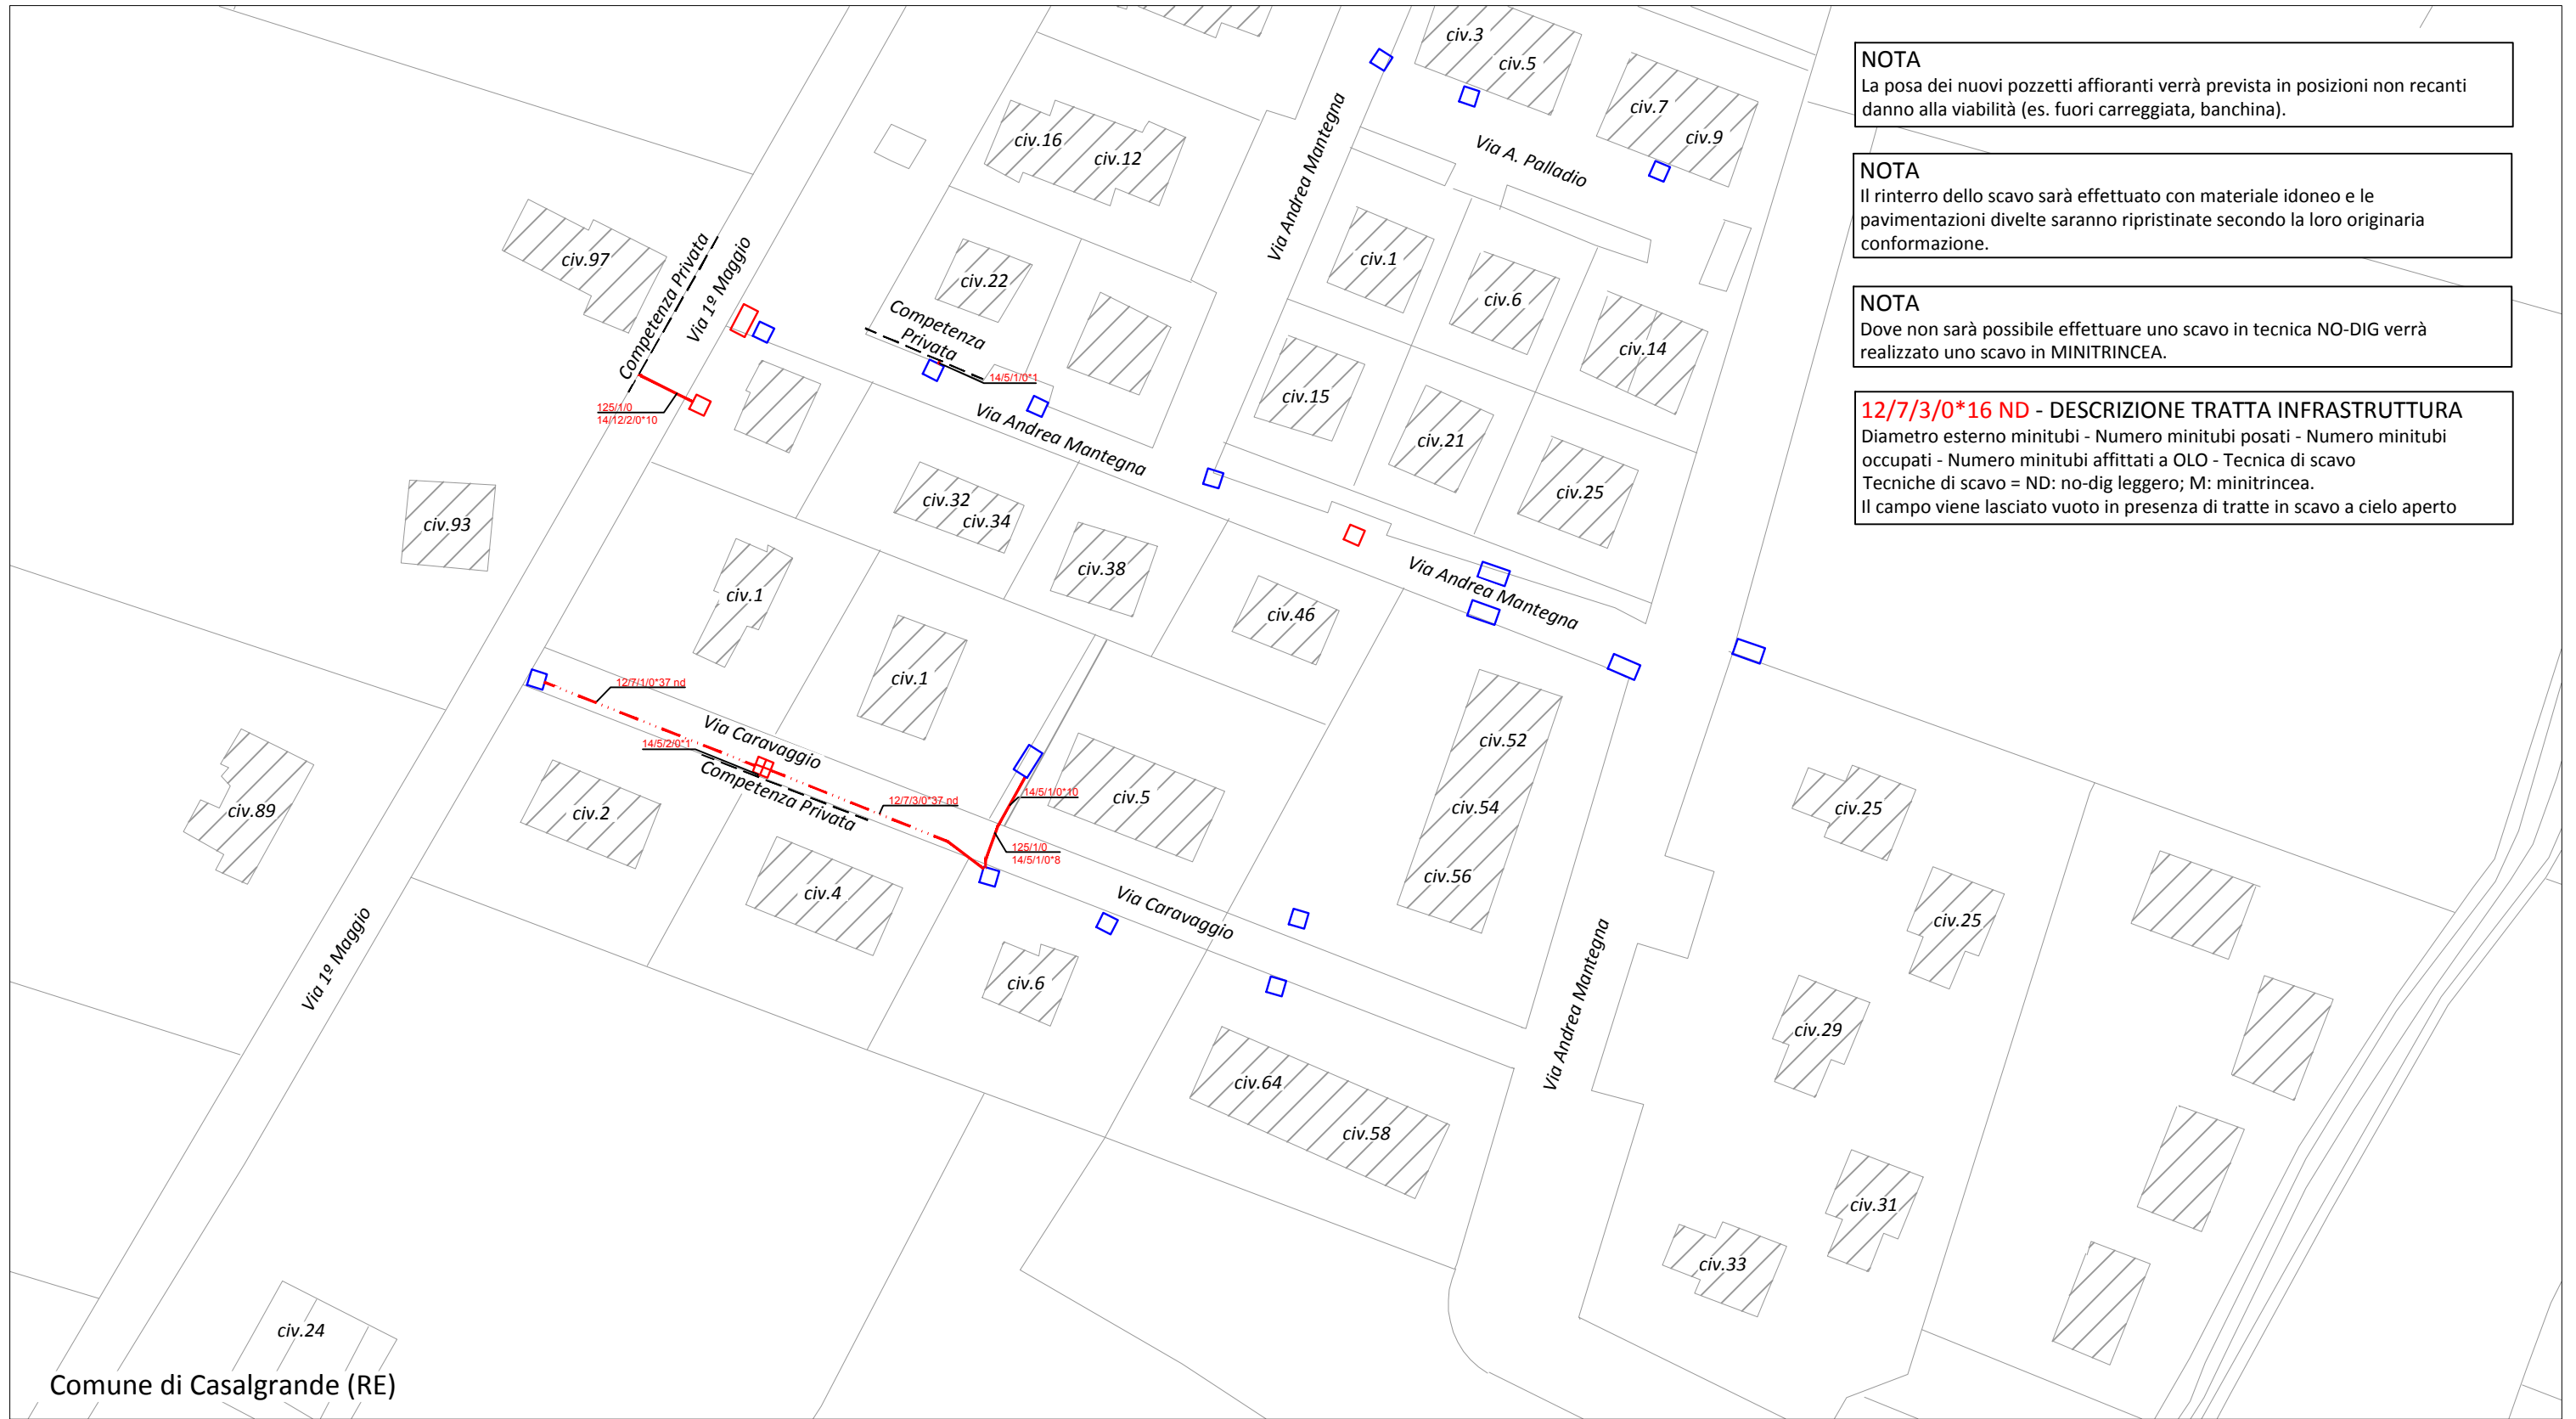 civ.3
civ.5
civ.7
civ.9
Via A. Palladio
Via Andrea Mantegna
civ.16
civ.12
civ.22
civ.97
Competenza Privata
Via 1º Maggio
Competenza
Privata
14/5/1/0*1
civ.1
civ.6
civ.14
civ.15
civ.21
civ.25
125/1/0
14/12/2/0*10
Via Andrea Mantegna
civ.32
civ.34
civ.38
civ.46
Via Andrea Mantegna
civ.93
civ.1
civ.1
12/7/1/0*37 nd
Via Caravaggio
14/5/2/0*1
Competenza Privata
12/7/3/0*37 nd
14/5/1/0*10
125/1/0
14/5/1/0*8
civ.5
civ.52
civ.54
civ.56
civ.89
civ.2
civ.4
civ.6
Via Caravaggio
Via 1º Maggio
civ.64
civ.58
Via Andrea Mantegna
civ.25
civ.25
civ.29
civ.31
civ.33
civ.24
Comune di Casalgrande (RE)
NOTA
La posa dei nuovi pozzetti affioranti verrà prevista in posizioni non recanti
danno alla viabilità (es. fuori carreggiata, banchina).
NOTA
Il rinterro dello scavo sarà effettuato con materiale idoneo e le
pavimentazioni divelte saranno ripristinate secondo la loro originaria
conformazione.
NOTA
Dove non sarà possibile effettuare uno scavo in tecnica NO-DIG verrà
realizzato uno scavo in MINITRINCEA.
12/7/3/0*16 ND - DESCRIZIONE TRATTA INFRASTRUTTURA
Diametro esterno minitubi - Numero minitubi posati - Numero minitubi
occupati - Numero minitubi affittati a OLO - Tecnica di scavo
Tecniche di scavo = ND: no-dig leggero; M: minitrincea.
Il campo viene lasciato vuoto in presenza di tratte in scavo a cielo aperto